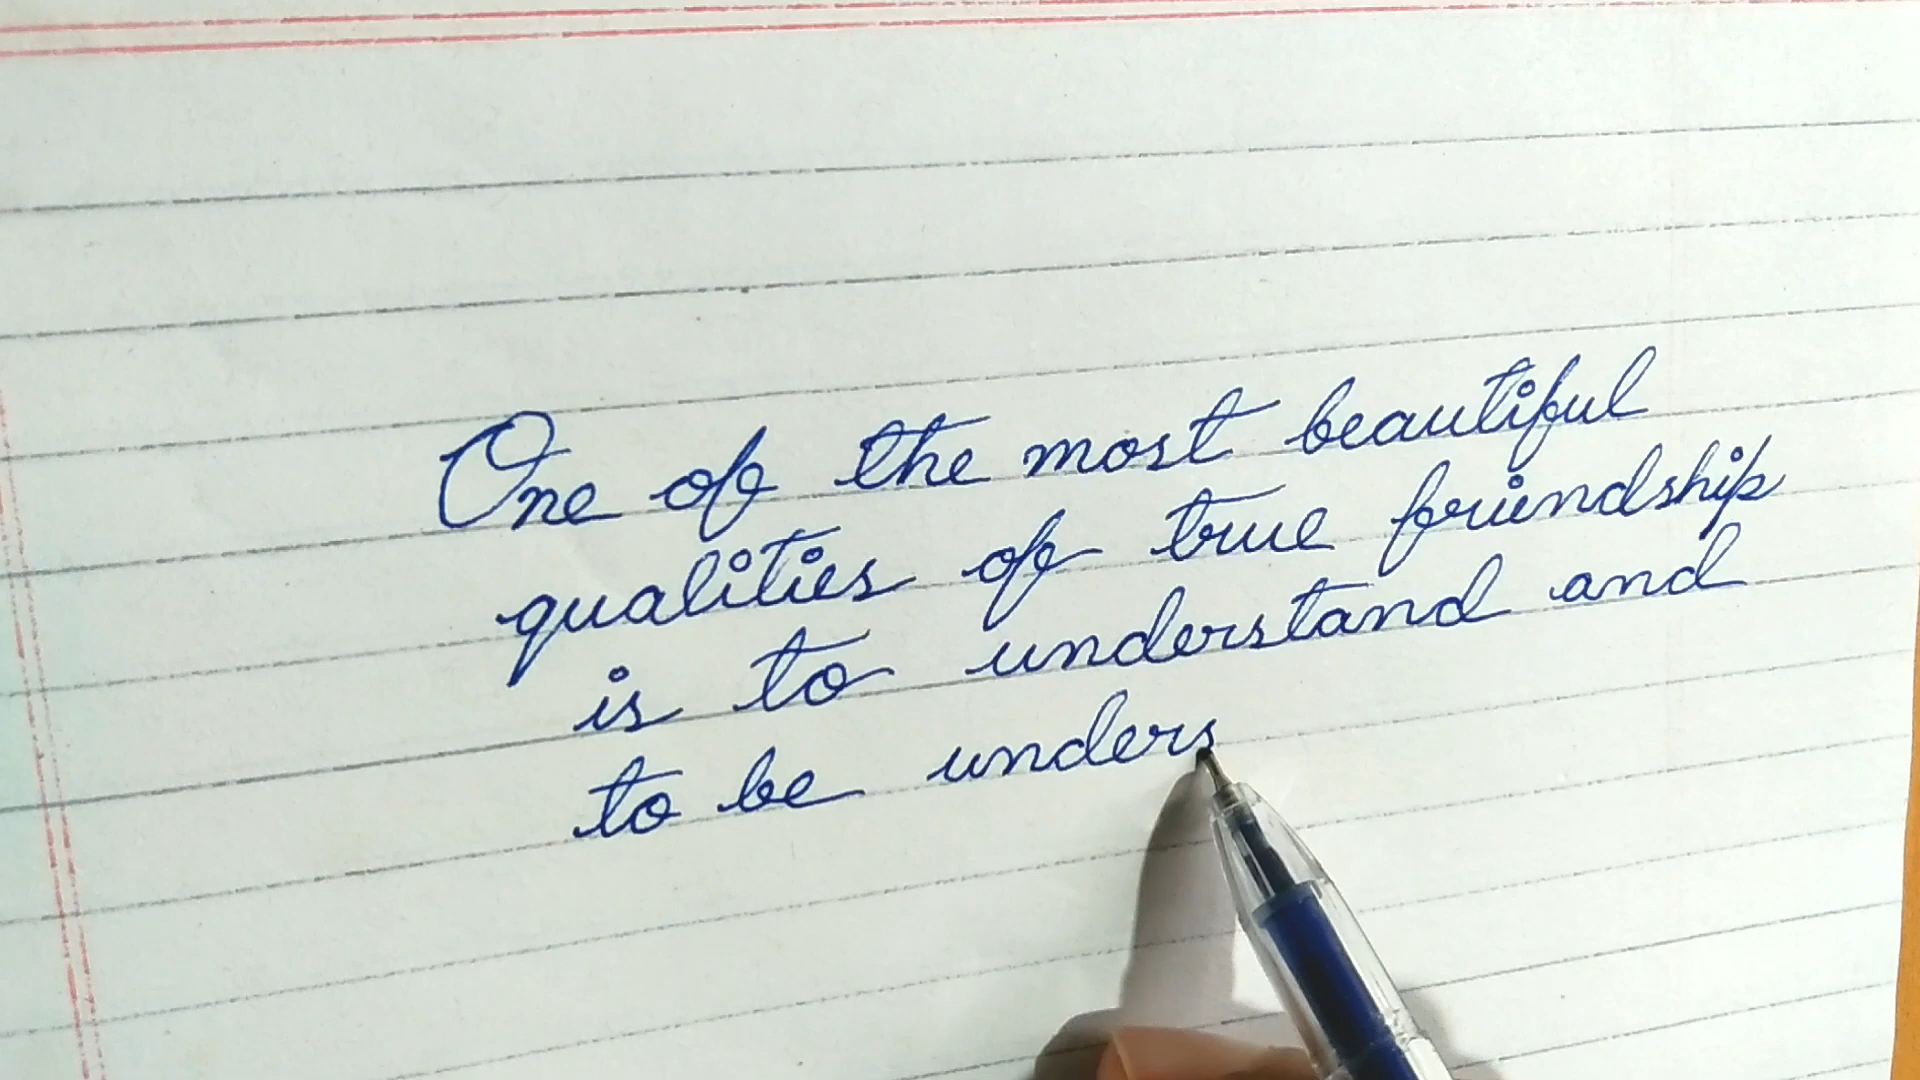 One of the most beautiful
qualities of true friendship
is to understand and
to be unders